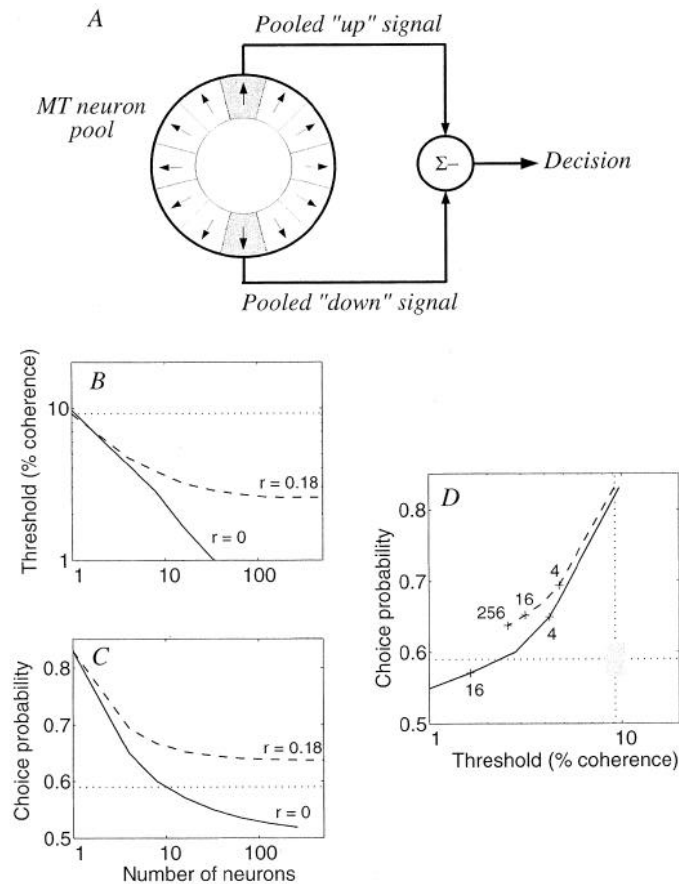 A
Pooled "up" signal
MT neuron
pool
Σ–
Decision
Pooled "down" signal
B
Threshold (% coherence)
10
1
r = 0.18
r = 0
1
10
100
C
Choice probability
0.8
0.7
0.6
0.5
r = 0.18
r = 0
1
10
100
Number of neurons
D
Choice probability
0.8
0.7
0.6
0.5
256
16
4
4
16
1
10
Threshold (% coherence)